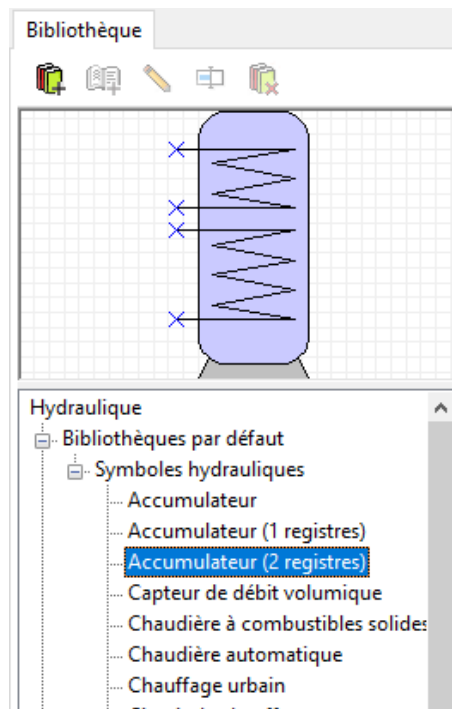 Bibliothèque
Hydraulique
Bibliothèques par défaut
Symboles hydrauliques
Accumulateur
Accumulateur (1 registres)
Accumulateur (2 registres)
Capteur de débit volumique
Chaudière à combustibles solides
Chaudière automatique
Chauffage urbain